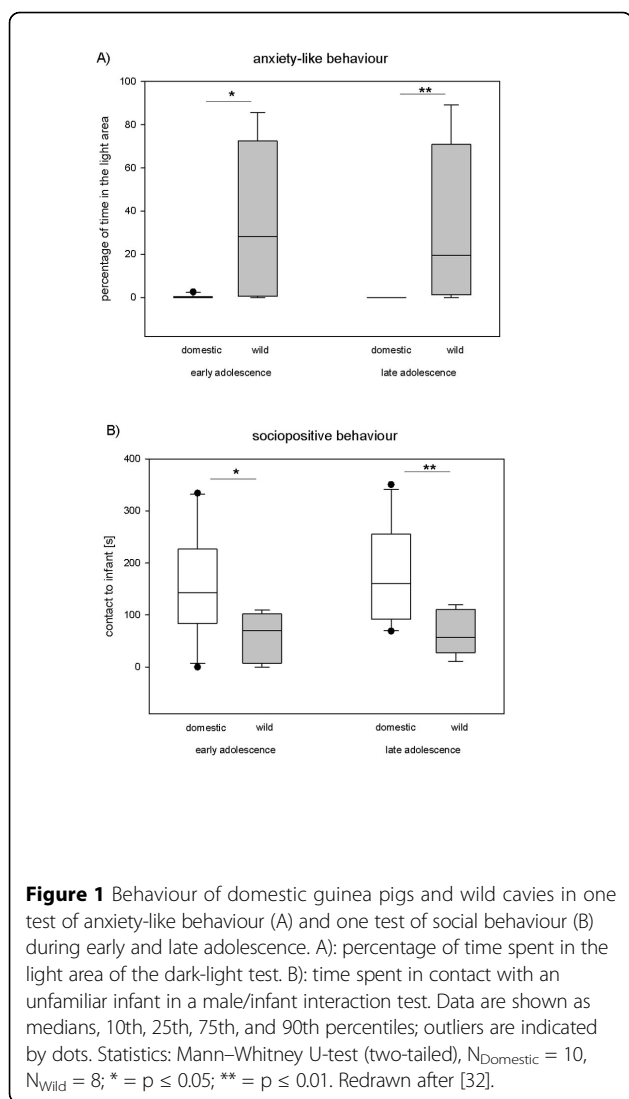 A)
anxiety-like behaviour
100
80
60
40
20
0
percentage of time in the light area
*
**
domestic wild domestic wild
early adolescence late adolescence
B)
sociopositive behaviour
400
300
200
100
0
contact to infant [s]
*
**
domestic wild domestic wild
early adolescence late adolescence
Figure 1 Behaviour of domestic guinea pigs and wild cavies in one
test of anxiety-like behaviour (A) and one test of social behaviour (B)
during early and late adolescence. A): percentage of time spent in the
light area of the dark-light test. B): time spent in contact with an
unfamiliar infant in a male/infant interaction test. Data are shown as
medians, 10th, 25th, 75th, and 90th percentiles; outliers are indicated
by dots. Statistics: Mann–Whitney U-test (two-tailed), N_Domestic = 10,
N_Wild = 8; * = p ≤ 0.05; ** = p ≤ 0.01. Redrawn after [32].